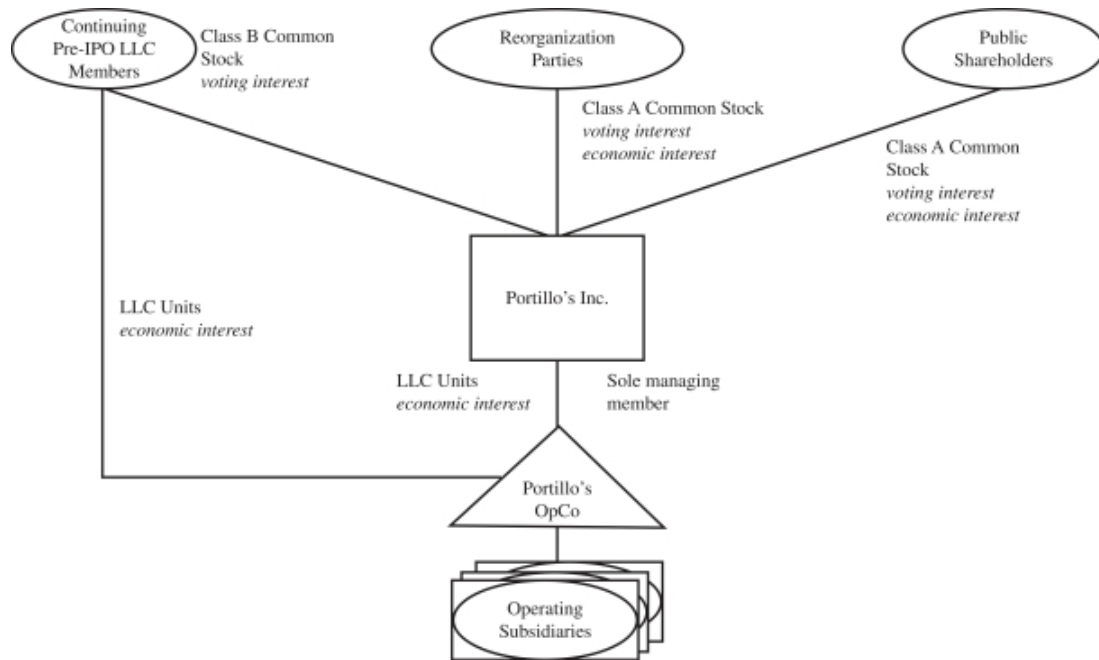 Continuing
Pre-IPO LLC
Members
Class B Common
Stock
voting interest
Reorganization
Parties
Public
Shareholders
Class A Common Stock
voting interest
economic interest
Class A Common
Stock
voting interest
economic interest
Portillo’s Inc.
LLC Units
economic interest
LLC Units
economic interest
Sole managing
member
Portillo’s
OpCo
Operating
Subsidiaries